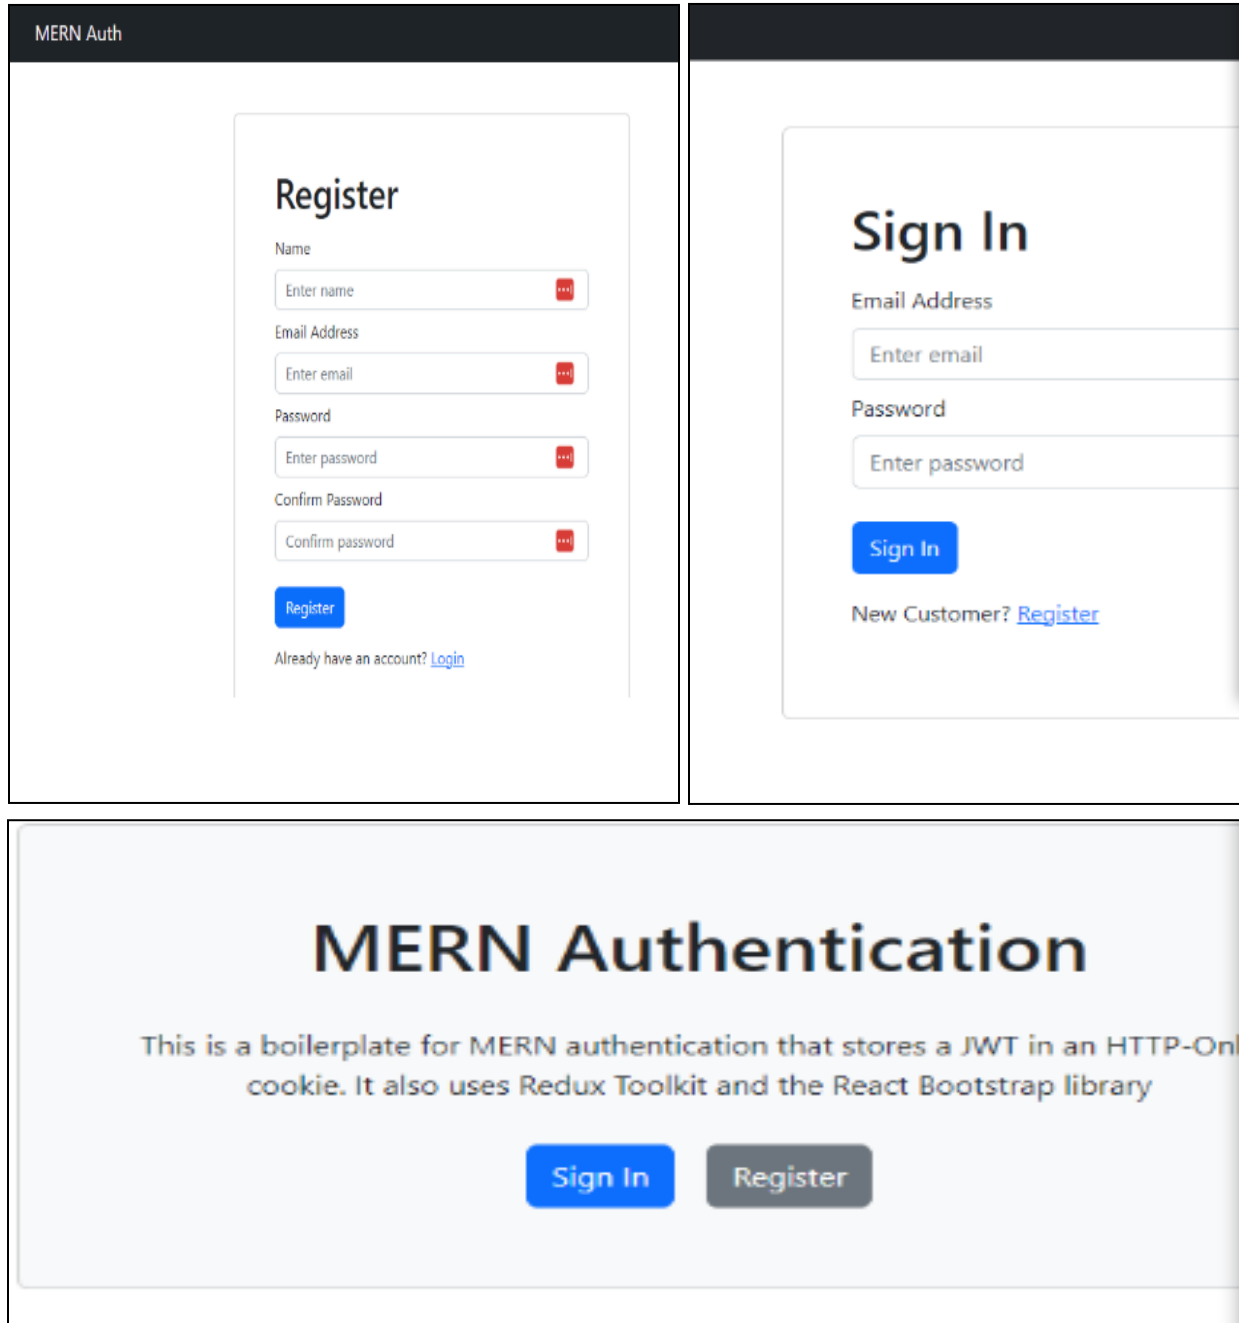 MERN Auth
Register
Name
Enter name
Email Address
Enter email
Password
Enter password
Confirm Password
Confirm password
Register
Already have an account? Login
Sign In
Email Address
Enter email
Password
Enter password
Sign In
New Customer? Register
MERN Authentication
This is a boilerplate for MERN authentication that stores a JWT in an
cookie. It also uses Redux Toolkit and the React Bootstrap library
Sign In Register